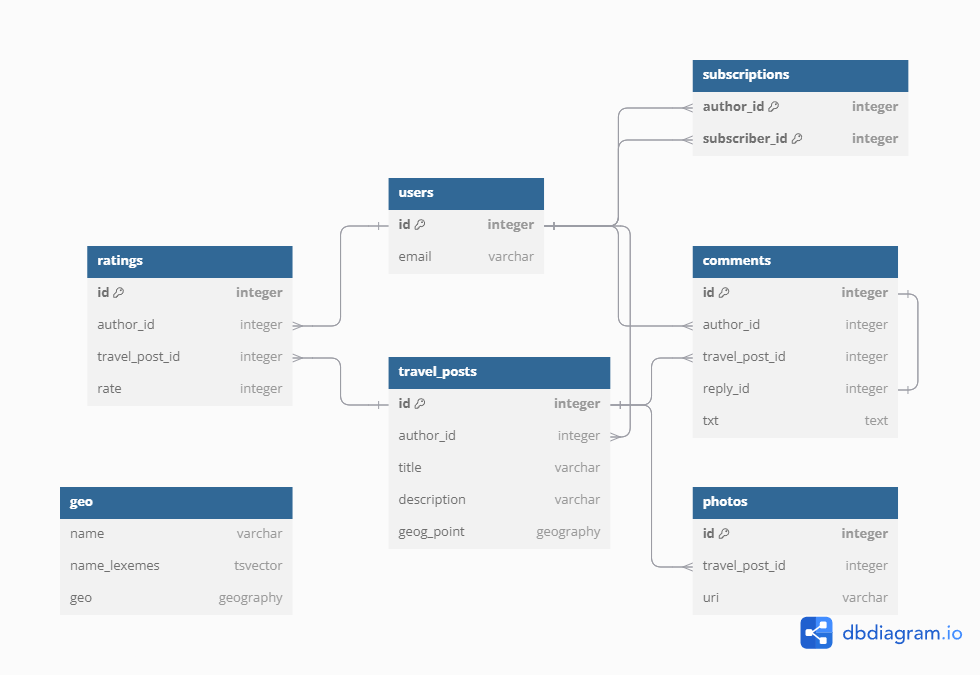 subscriptions
author_id integer
subscriber_id integer
users
id integer
email varchar
ratings
id integer
author_id integer
travel_post_id integer
rate integer
comments
id integer
author_id integer
travel_post_id integer
reply_id integer
txt text
travel_posts
id integer
author_id integer
title varchar
description varchar
geog_point geography
geo
name varchar
name_lexemes tsvector
geo geography
photos
id integer
travel_post_id integer
uri varchar
dbdiagram.io